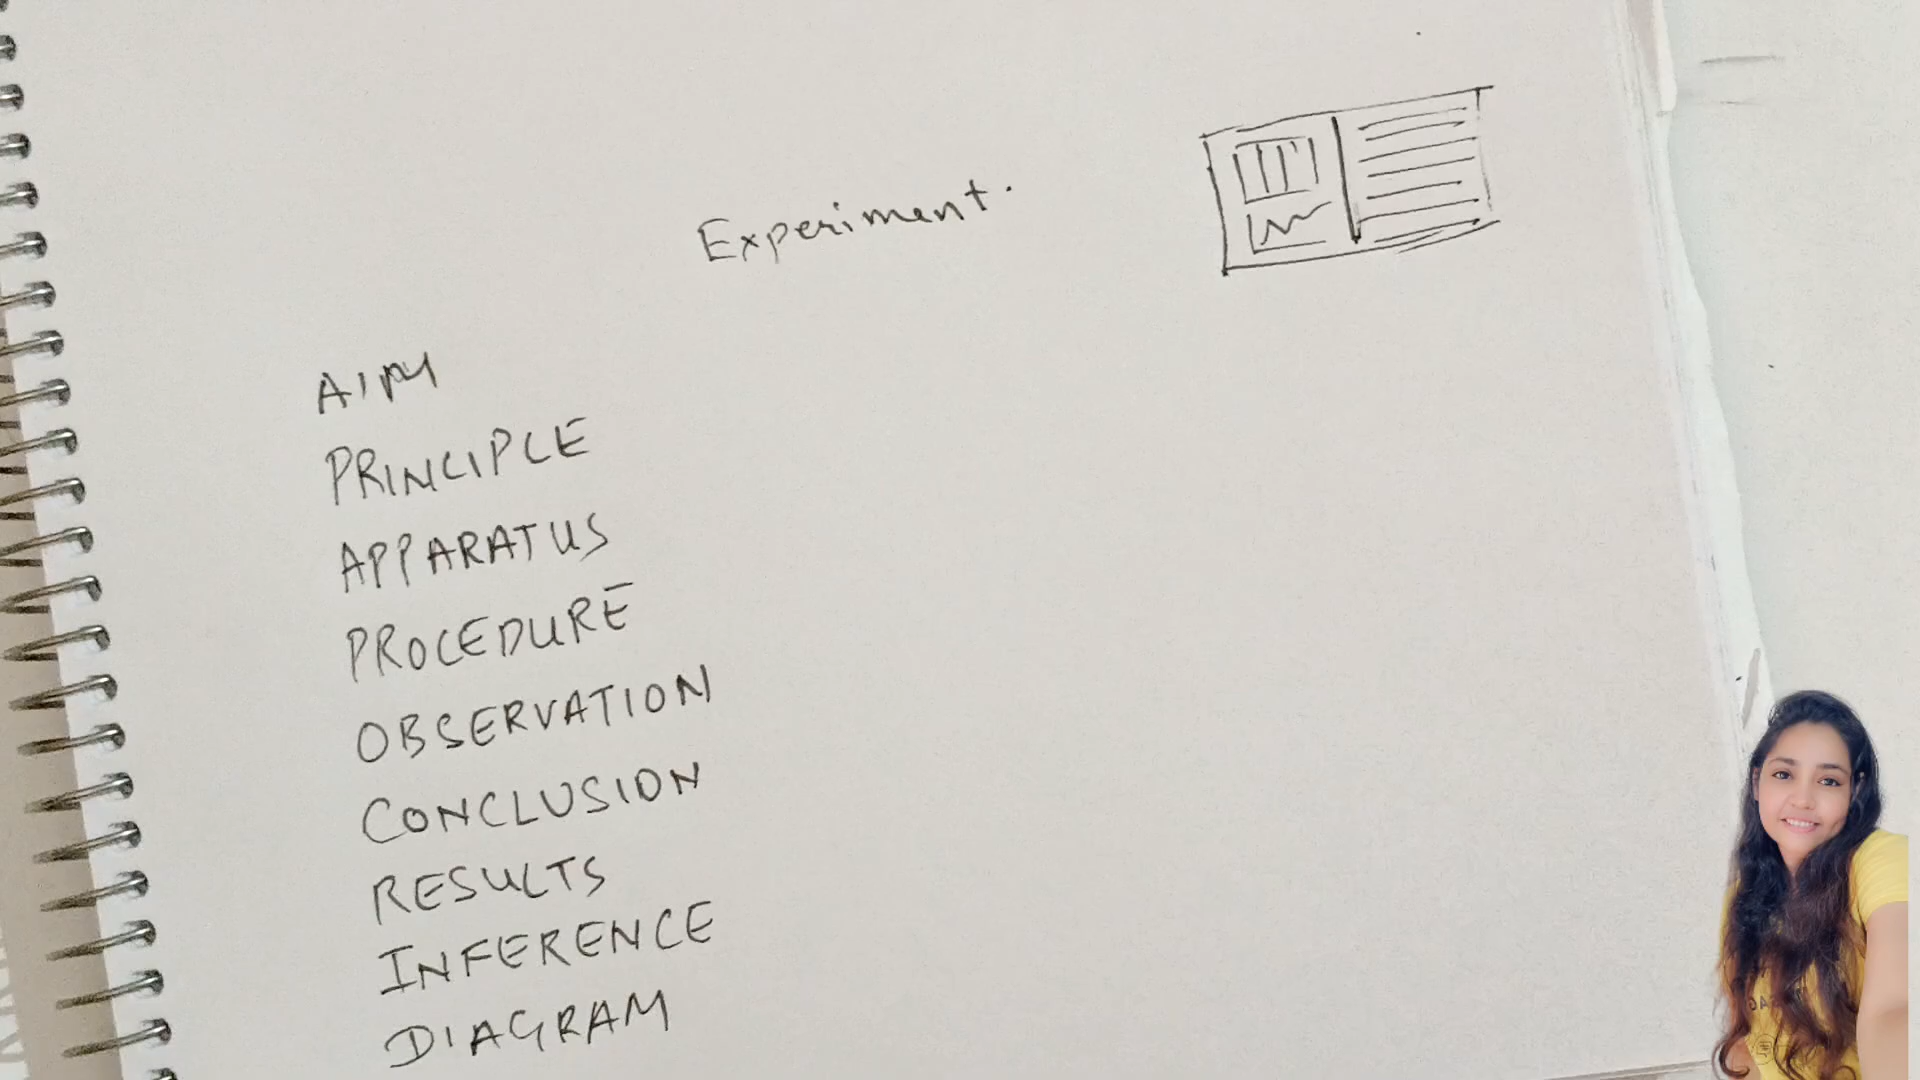 Experiment.
AIM
PRINCIPLE
APPARATUS
PROCEDURE
OBSERVATION
CONCLUSION
RESULTS
INFERENCE
DIAGRAM